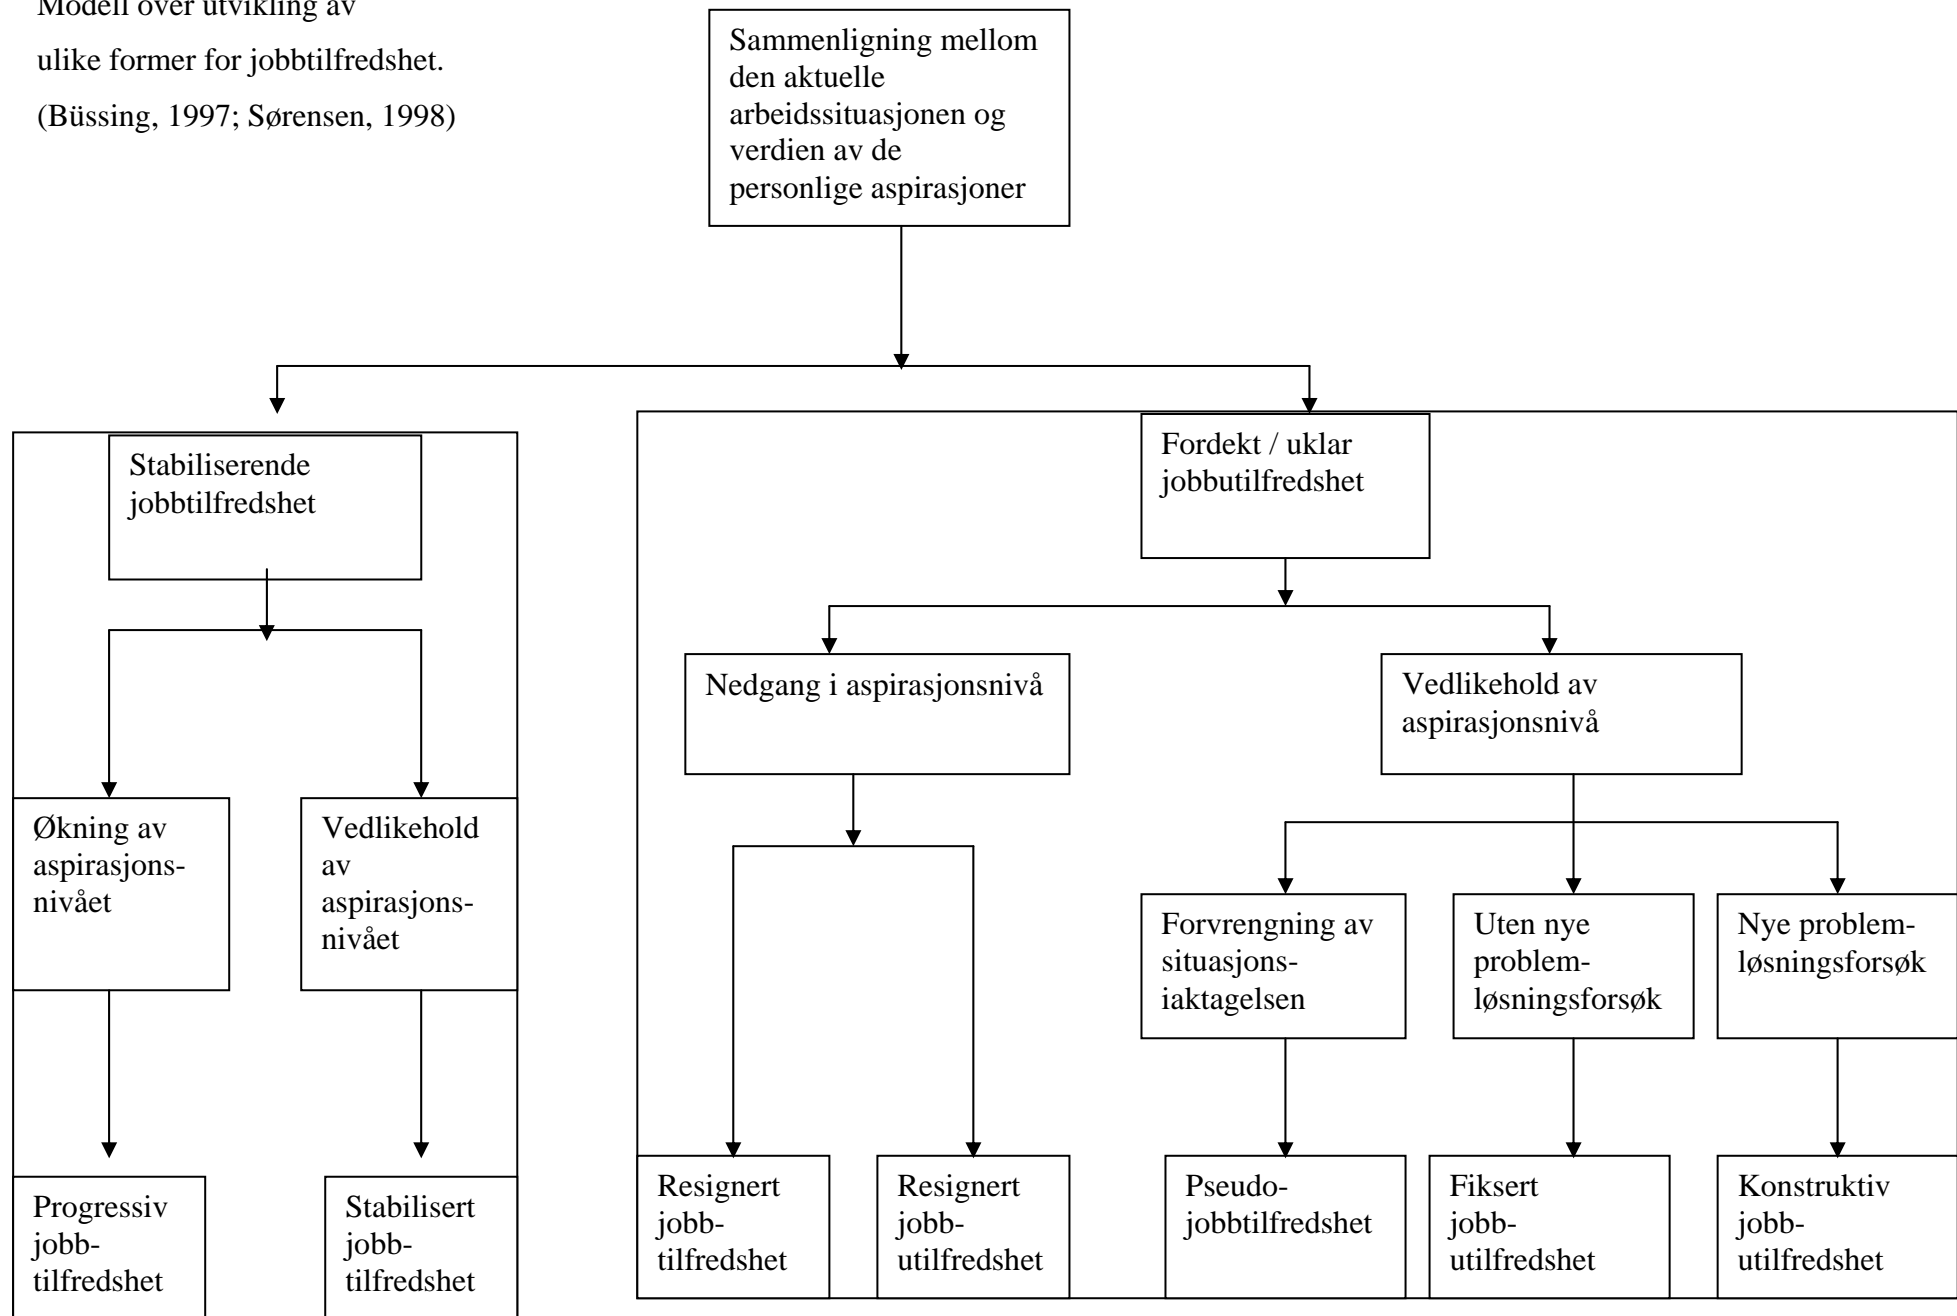 Modell over utvikling av
ulike former for jobbtilfredshet.
(Büssing, 1997; Sørensen, 1998)
Sammenligning mellom
den aktuelle
arbeidssituasjonen og
verdien av de
personlige aspirasjoner
Stabiliserende
jobbtilfredshet
Fordekt / uklar
jobbutilfredshet
Nedgang i aspirasjonsnivå
Vedlikehold av
aspirasjonsnivå
Økning av
aspirasjons-
nivået
Vedlikehold
av
aspirasjons-
nivået
Forvrengning av
situasjons-
iaktagelsen
Uten nye
problem-
løsningsforsøk
Nye problem-
løsningsforsøk
Progressiv
jobb-
tilfredshet
Stabilisert
jobb-
tilfredshet
Resignert
jobb-
tilfredshet
Resignert
jobb-
utilfredshet
Pseudo-
jobbtilfredshet
Fiksert
jobb-
utilfredshet
Konstruktiv
jobb-
utilfredshet